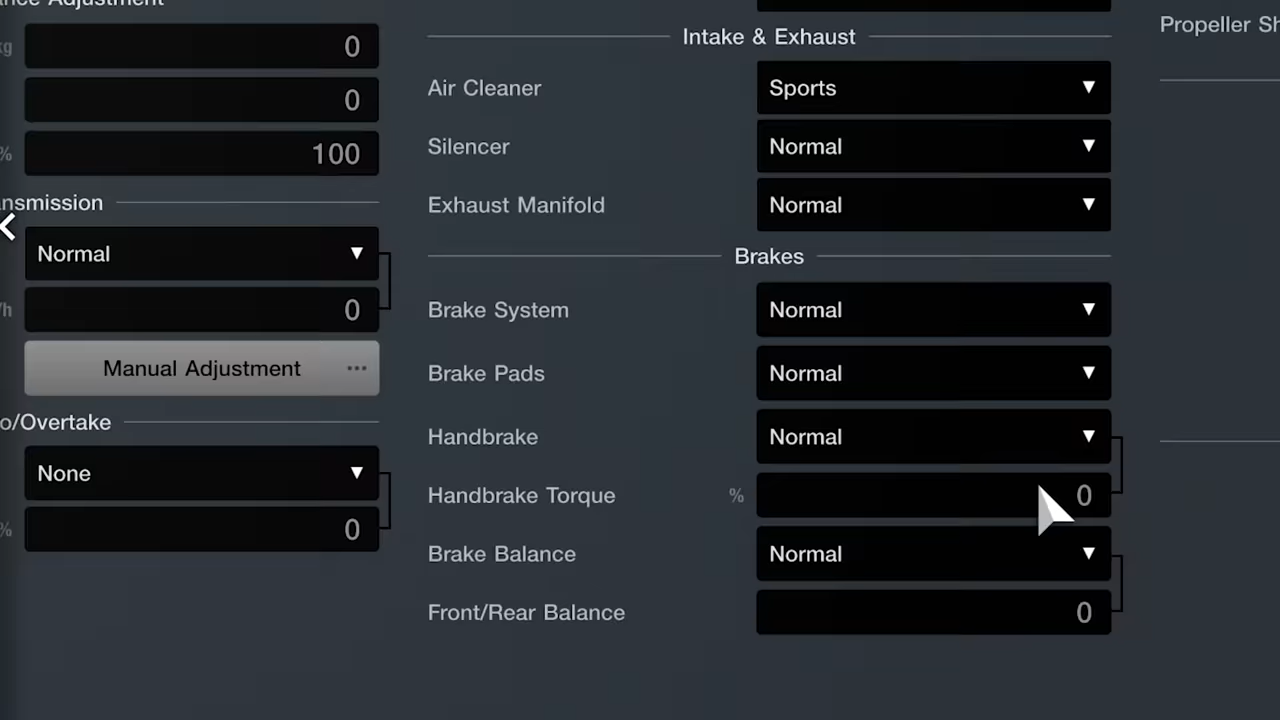 nce Adjustment
kg 0
0
% 100
nsmission
Normal
/h 0
Manual Adjustment ...
o/Overtake
None
% 0
Intake & Exhaust
Air Cleaner Sports
Silencer Normal
Exhaust Manifold Normal
Brakes
Brake System Normal
Brake Pads Normal
Handbrake Normal
Handbrake Torque % 0
Brake Balance Normal
Front/Rear Balance 0
Propeller Sh